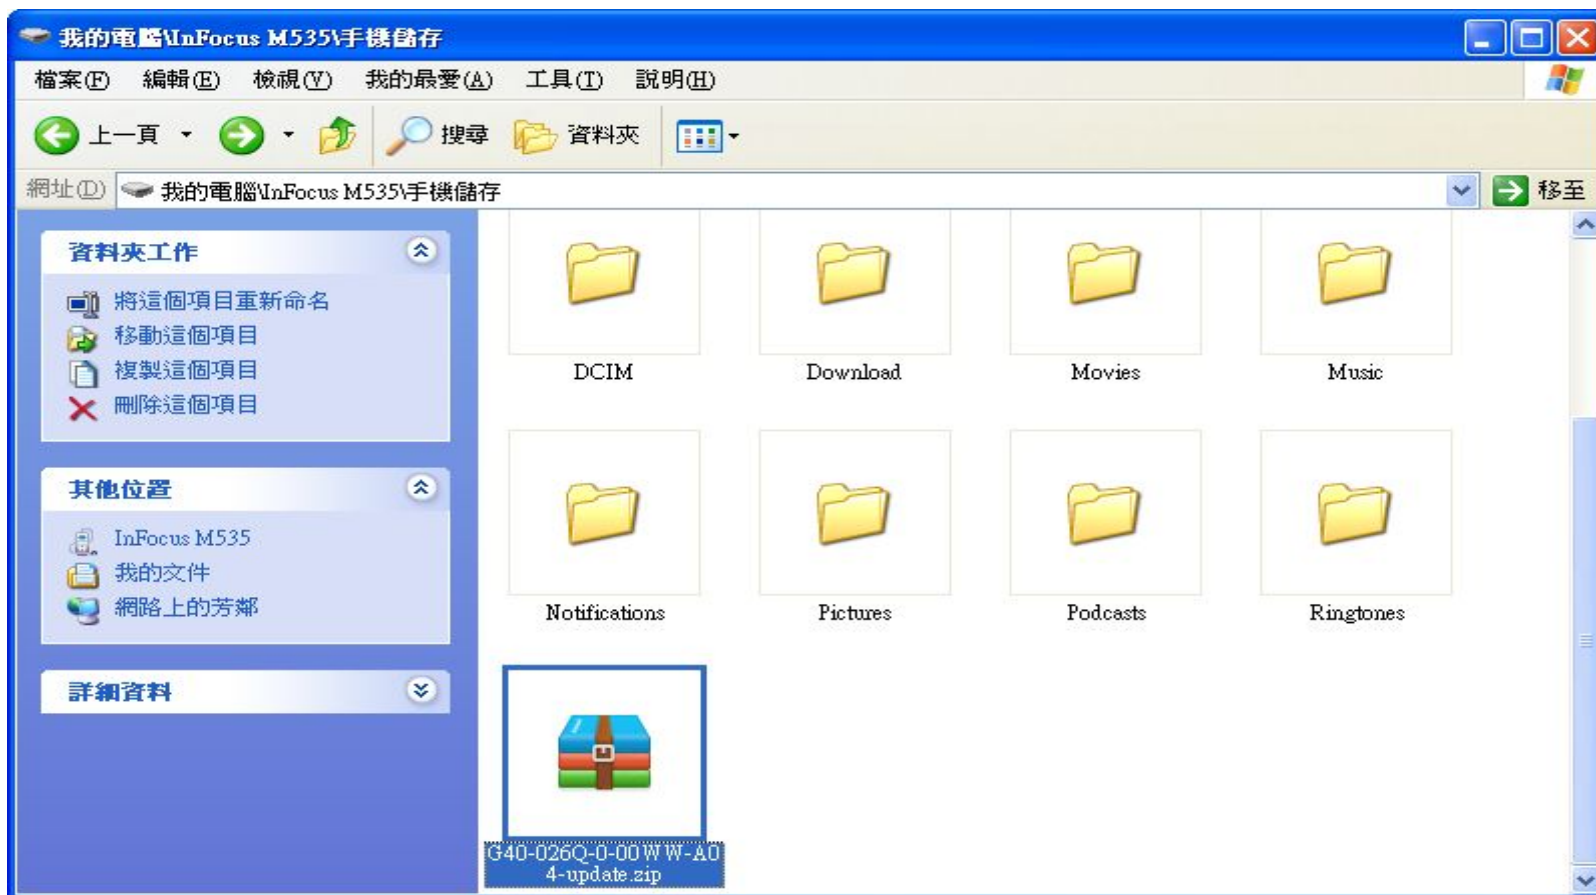 我的電腦\InFocus M535\手機儲存
檔案(F) 編輯(E) 檢視(V) 我的最愛(A) 工具(T) 說明(H)
上一頁 搜尋 資料夾
網址(D) 我的電腦\InFocus M535\手機儲存 移至
資料夾工作
將這個項目重新命名
移動這個項目
複製這個項目
刪除這個項目
其他位置
InFocus M535
我的文件
網路上的芳鄰
詳細資料
DCIM Download Movies Music
Notifications Pictures Podcasts Ringtones
G40-026Q-0-00WW-A0
4-update.zip